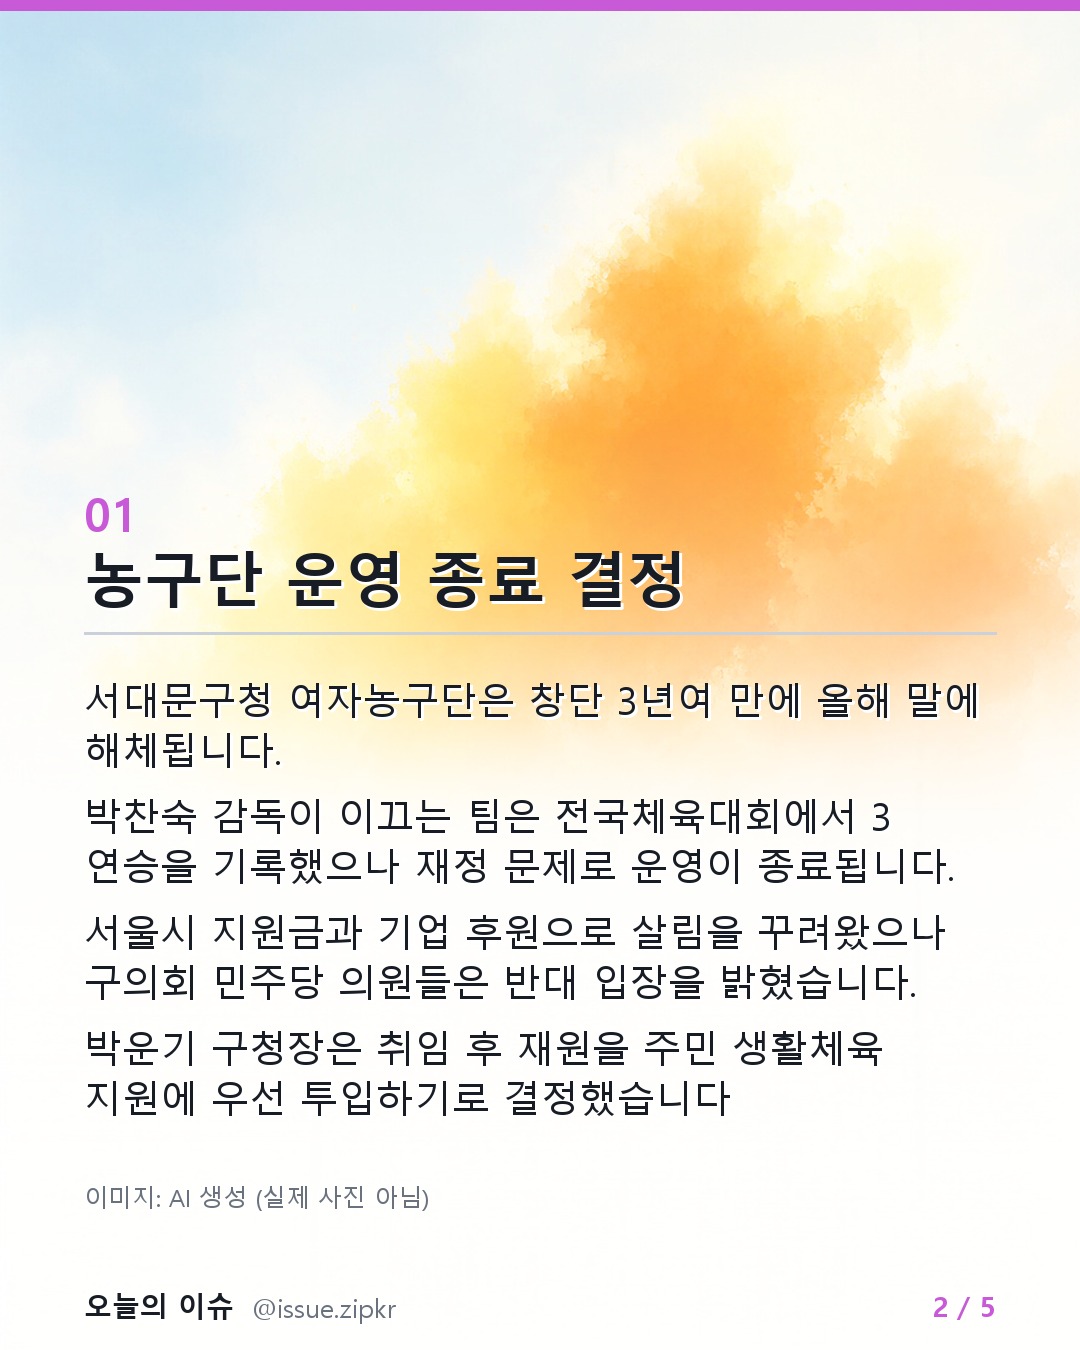 01
농구단 운영 종료 결정
서대문구청 여자농구단은 창단 3년여 만에 올해 말에
해체됩니다.
박찬숙 감독이 이끄는 팀은 전국체육대회에서 3
연승을 기록했으나 재정 문제로 운영이 종료됩니다.
서울시 지원금과 기업 후원으로 살림을 꾸려왔으나
구의회 민주당 의원들은 반대 입장을 밝혔습니다.
박운기 구청장은 취임 후 재원을 주민 생활체육
지원에 우선 투입하기로 결정했습니다
이미지: AI 생성 (실제 사진 아님)
오늘의 이슈 @issue.zipkr 2 / 5